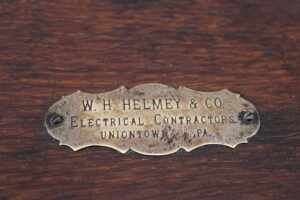 W. H. HELMEY & CO.
ELECTRICAL CONTRACTORS
UNIONTOWN, PA.